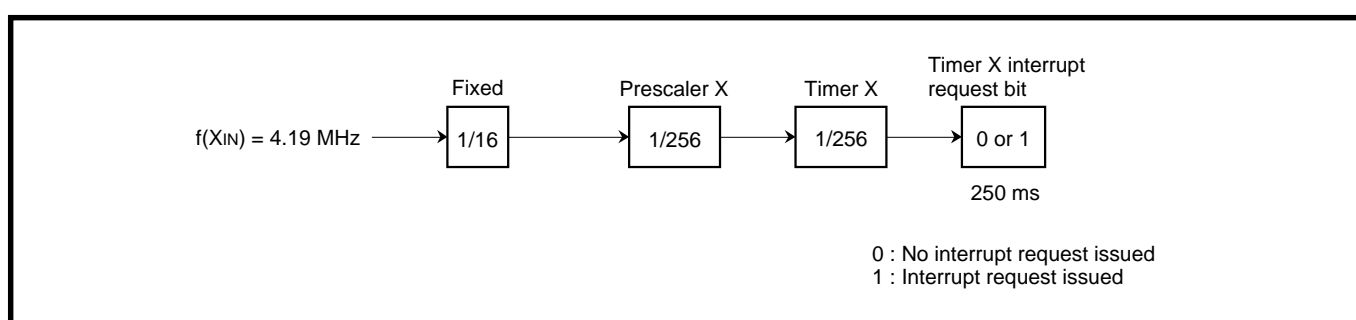 Timer X interrupt
request bit
Fixed
Prescaler X
Timer X
f(XIN) = 4.19 MHz
1/16
1/256
1/256
0 or 1
250 ms
0 : No interrupt request issued
1 : Interrupt request issued